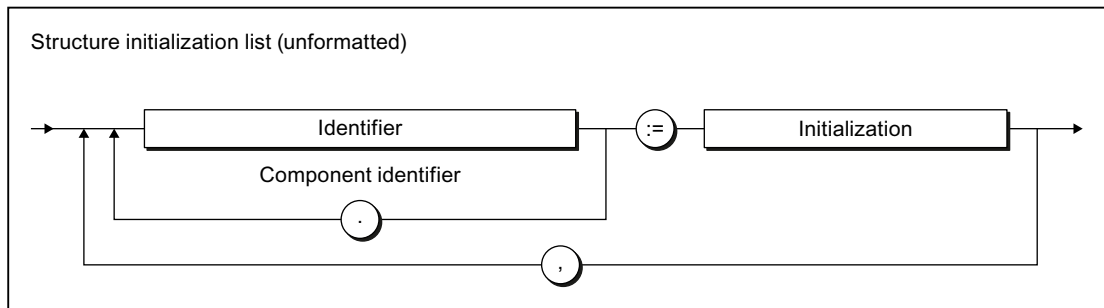 Structure initialization list (unformatted)
Identifier := Initialization
Component identifier
.
,